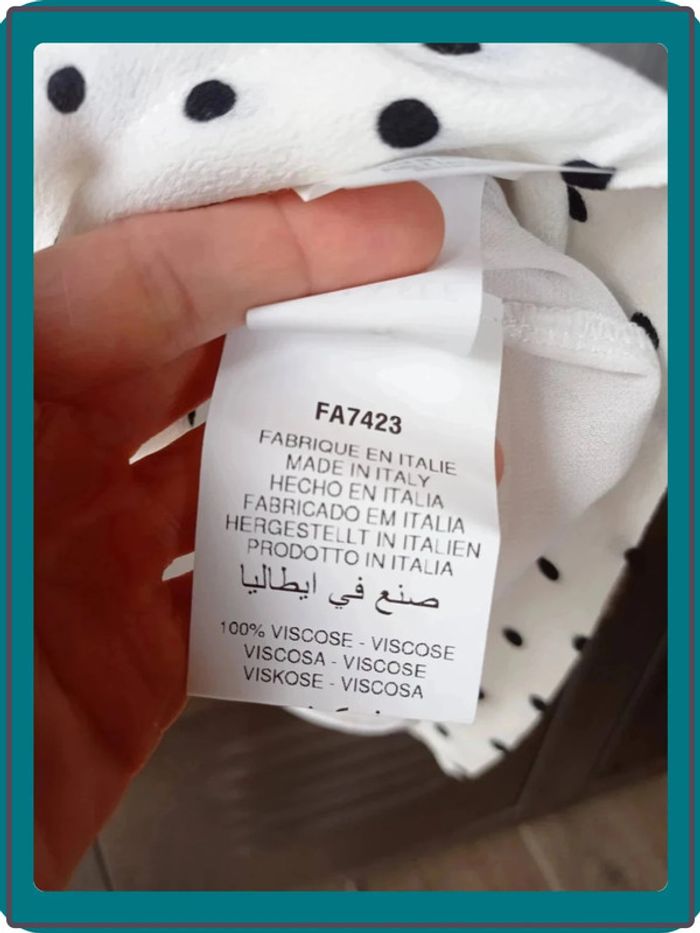 FA7423
FABRIQUE EN ITALIE
MADE IN ITALY
HECHO EN ITALIA
FABRICADO EM ITALIA
HERGESTELLT IN ITALIEN
PRODOTTO IN ITALIA
صنع في ايطاليا
100% VISCOSE - VISCOSE
VISCOSA - VISCOSE
VISKOSE - VISCOSA